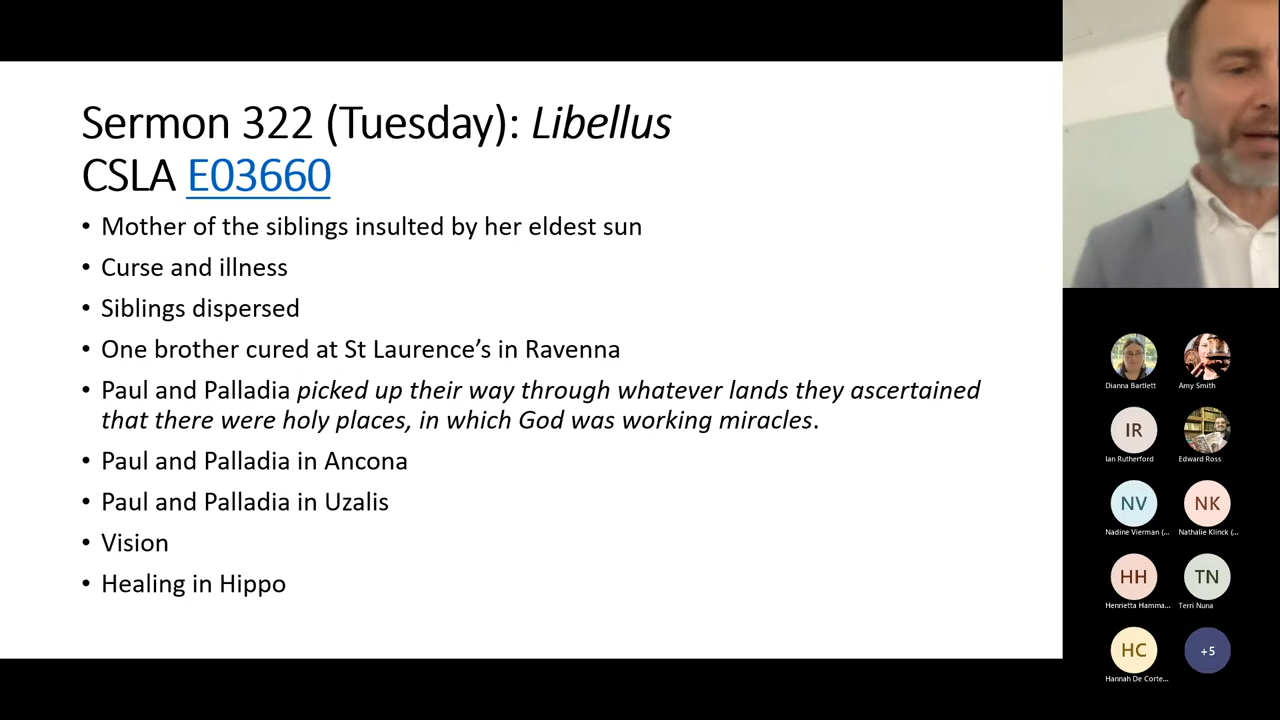 Sermon 322 (Tuesday): Libellus
CSLA E03660
• Mother of the siblings insulted by her eldest sun
• Curse and illness
• Siblings dispersed
• One brother cured at St Laurence’s in Ravenna
• Paul and Palladia picked up their way through whatever lands they ascertained
that there were holy places, in which God was working miracles.
• Paul and Palladia in Ancona
• Paul and Palladia in Uzalis
• Vision
• Healing in Hippo
Dianna Bartlett
Amy Smith
IR
Ian Rutherford
Edward Ross
NV
Nadine Vierman (...
NK
Nathalie Klinck (...
HH
Henrietta Hamma...
TN
Terri Nuna
HC
Hannah De Corte...
+5